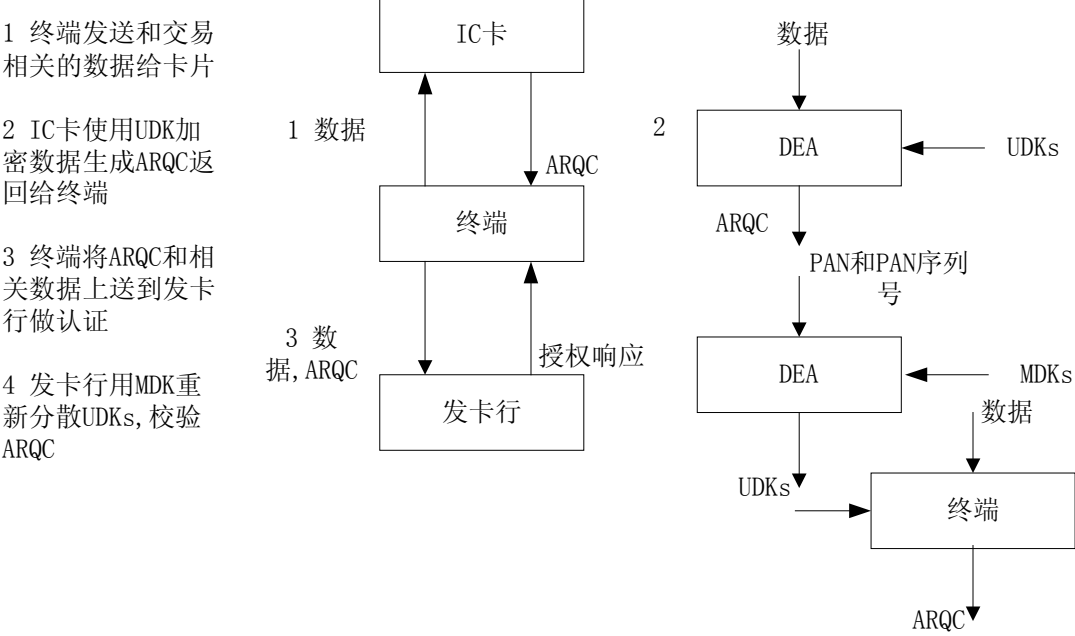 1 终端发送和交易
相关的数据给卡片
2 IC卡使用UDK加
密数据生成ARQC返
回给终端
3 终端将ARQC和相
关数据上送到发卡
行做认证
4 发卡行用MDK重
新分散UDKs,校验
ARQC
IC卡
1 数据
ARQC
终端
3 数
据,ARQC
授权响应
发卡行
数据
2
DEA
UDKs
ARQC
PAN和PAN序列
号
DEA
MDKs
数据
UDKs
终端
ARQC